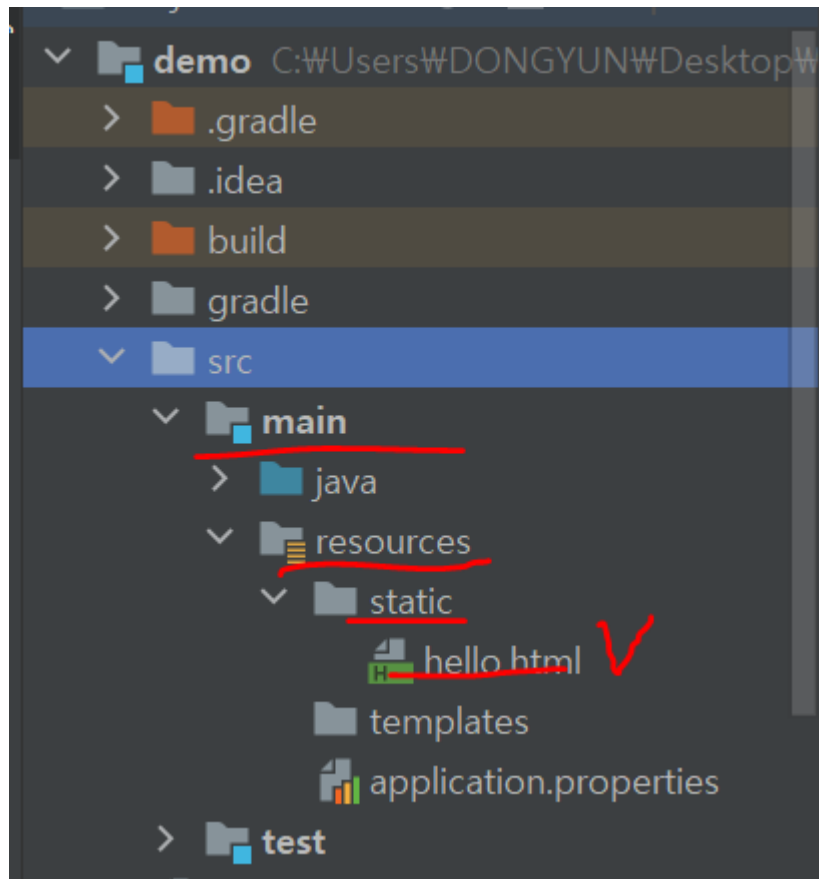 demo C:₩Users₩DONGYUN₩Desktop₩
.gradle
.idea
build
gradle
src
main
java
resources
static
hello.html
templates
application.properties
test